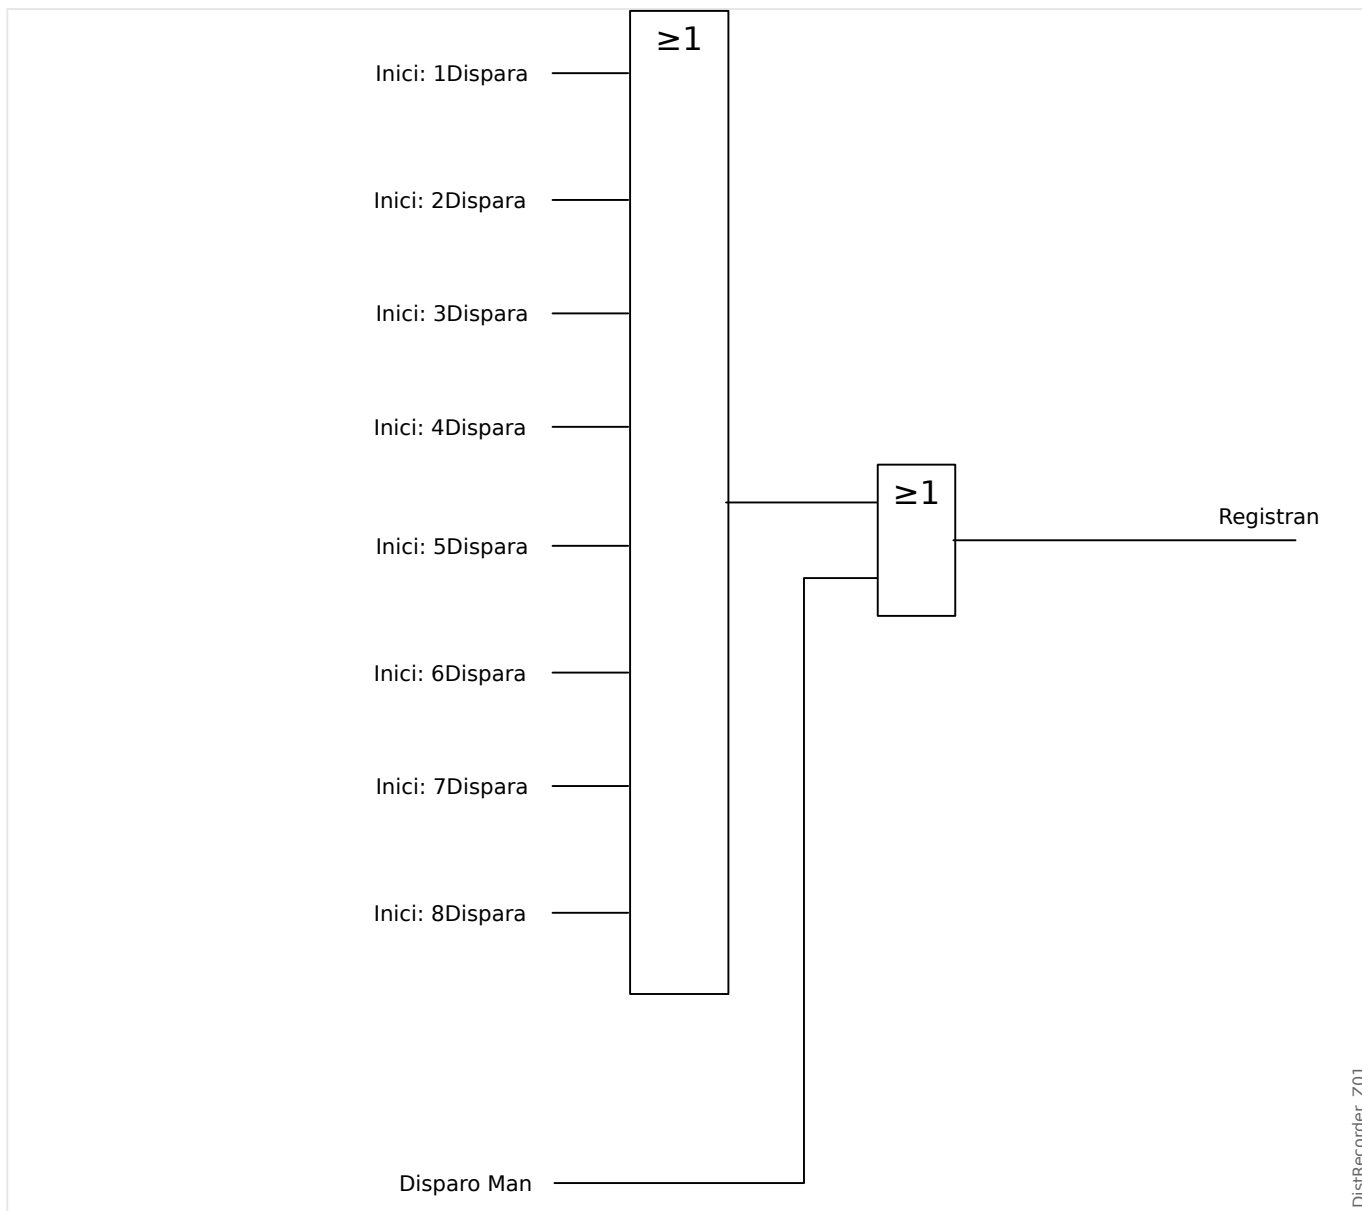 ≥1
Inici: 1Dispara
Inici: 2Dispara
Inici: 3Dispara
Inici: 4Dispara
≥1
Registran
Inici: 5Dispara
Inici: 6Dispara
Inici: 7Dispara
Inici: 8Dispara
Disparo Man
DistRecorder_Z01